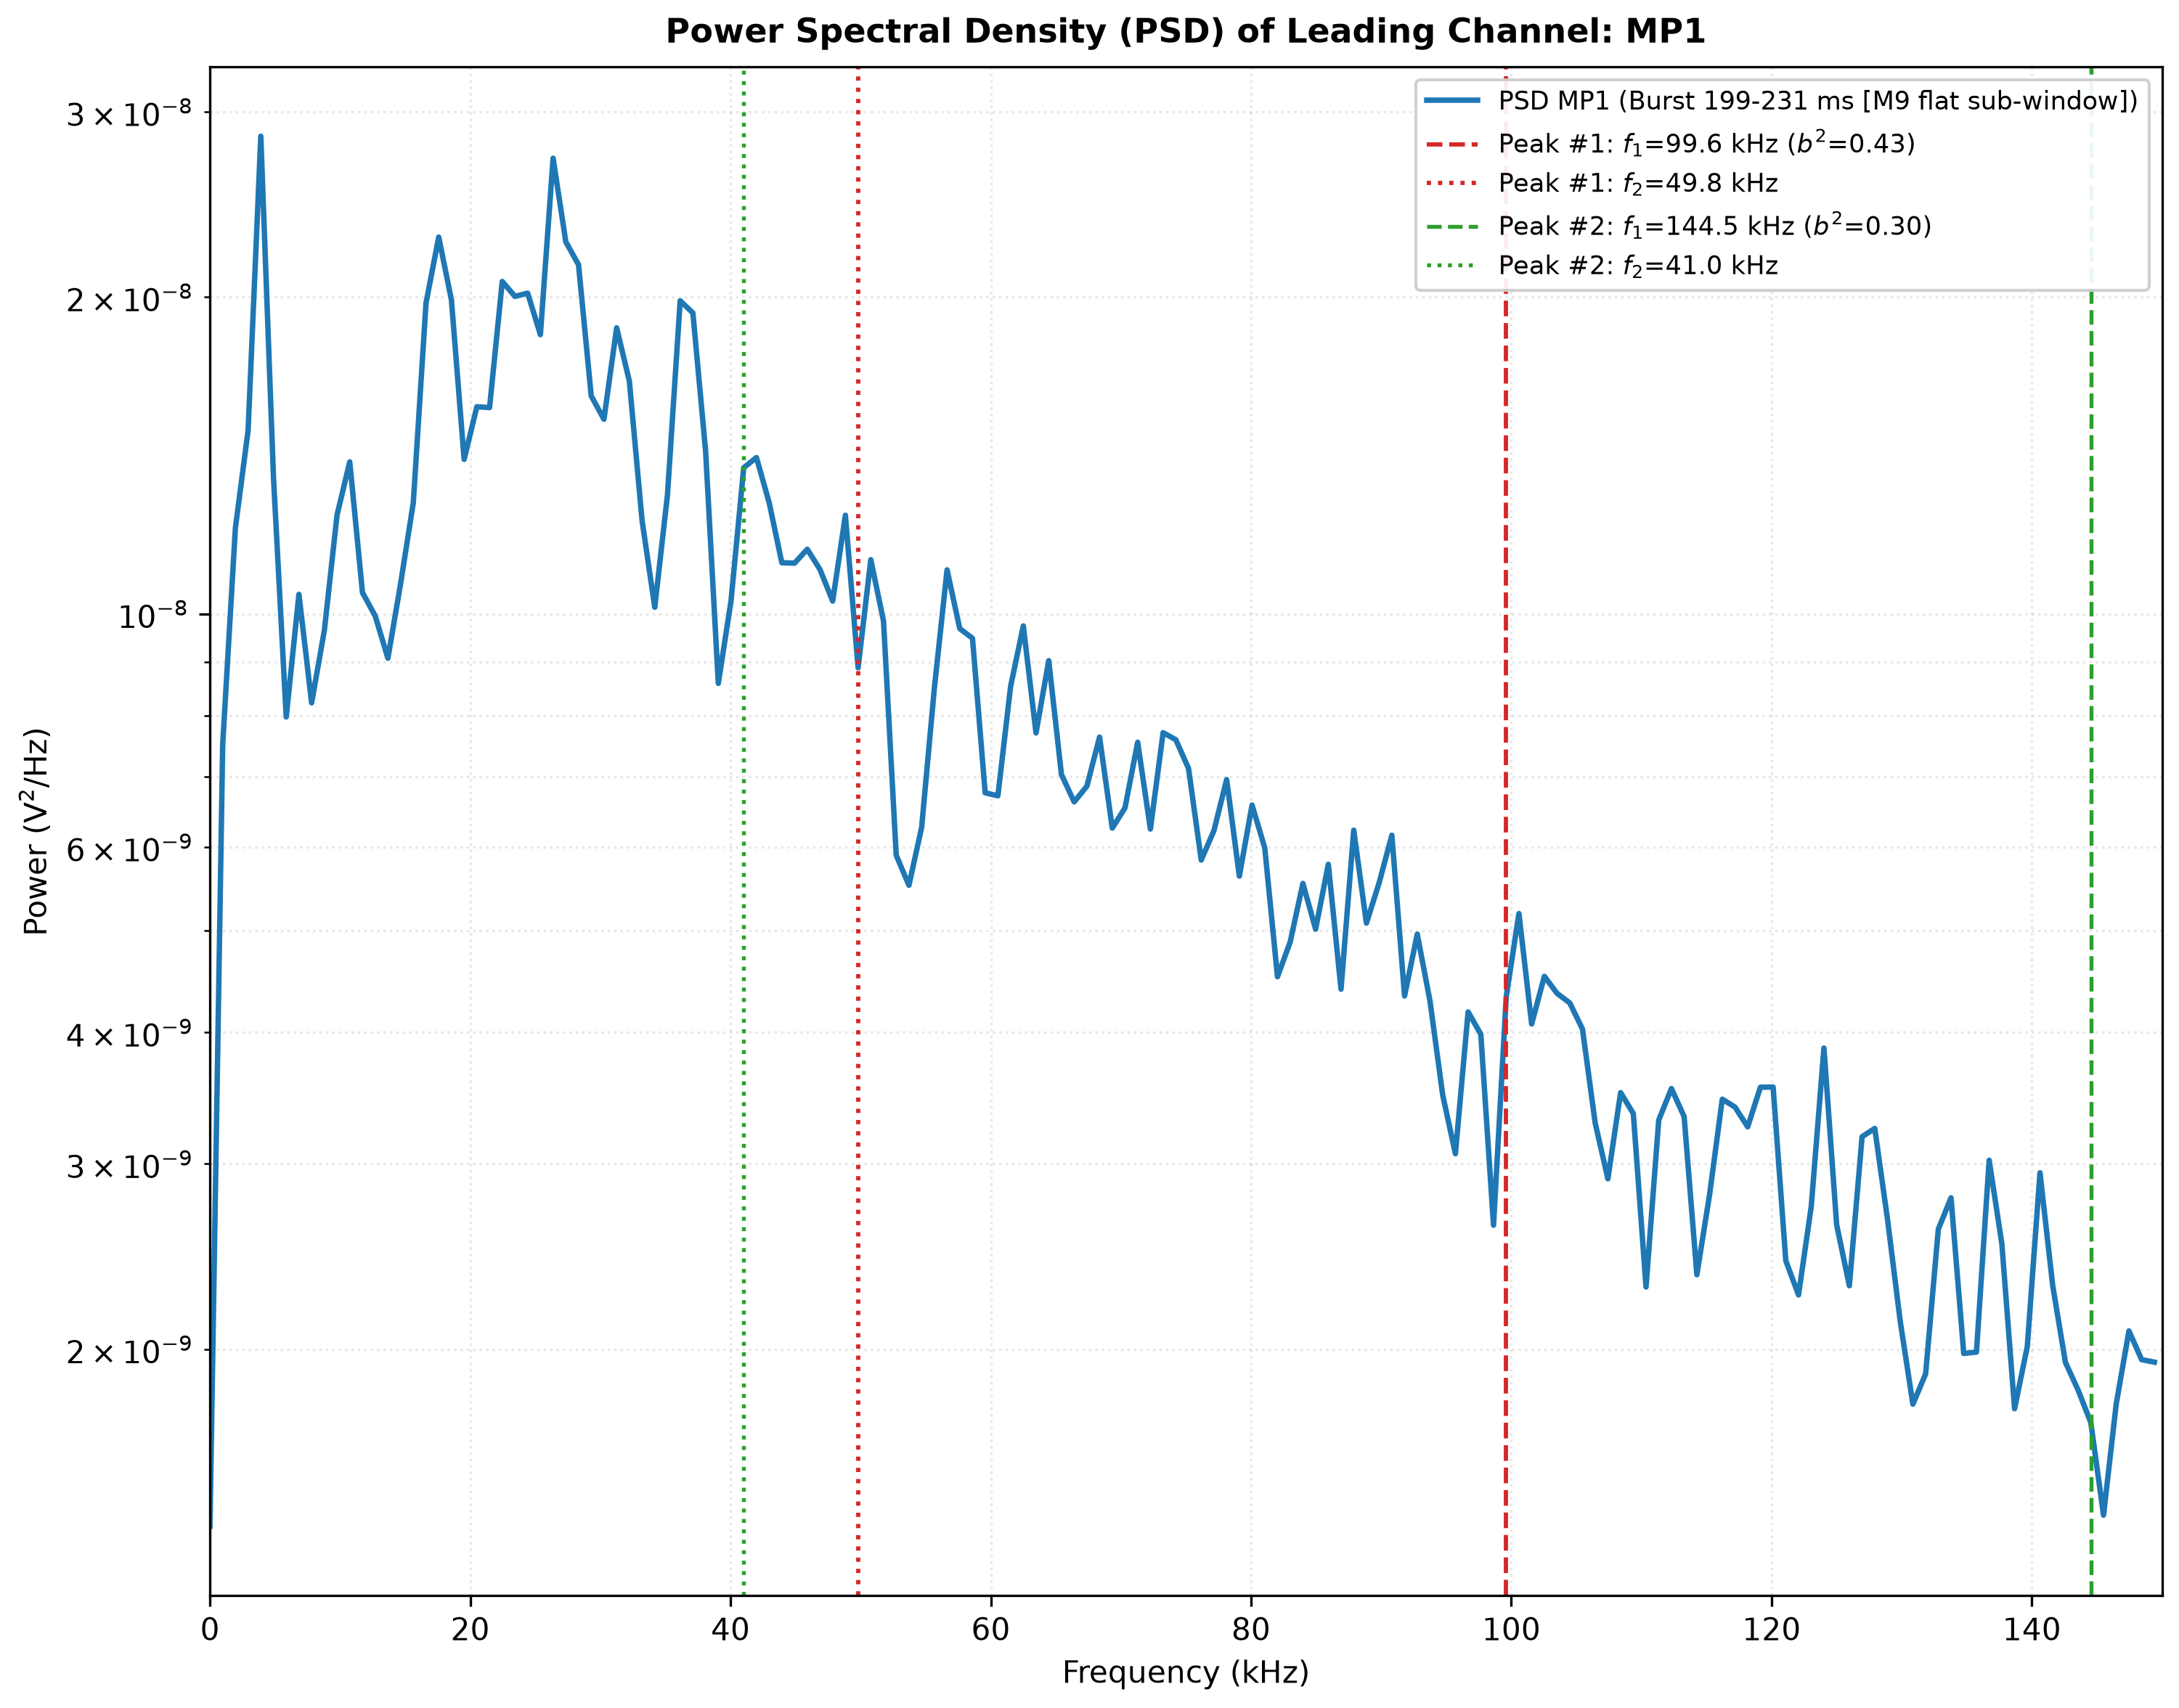 Power Spectral Density (PSD) of Leading Channel: MP1
PSD MP1 (Burst 199-231 ms [M9 flat sub-window])
Peak #1: f₁=99.6 kHz (b²=0.43)
Peak #1: f₂=49.8 kHz
Peak #2: f₁=144.5 kHz (b²=0.30)
Peak #2: f₂=41.0 kHz
Power (V²/Hz)
3 × 10⁻⁸
2 × 10⁻⁸
10⁻⁸
6 × 10⁻⁹
4 × 10⁻⁹
3 × 10⁻⁹
2 × 10⁻⁹
0 20 40 60 80 100 120 140
Frequency (kHz)